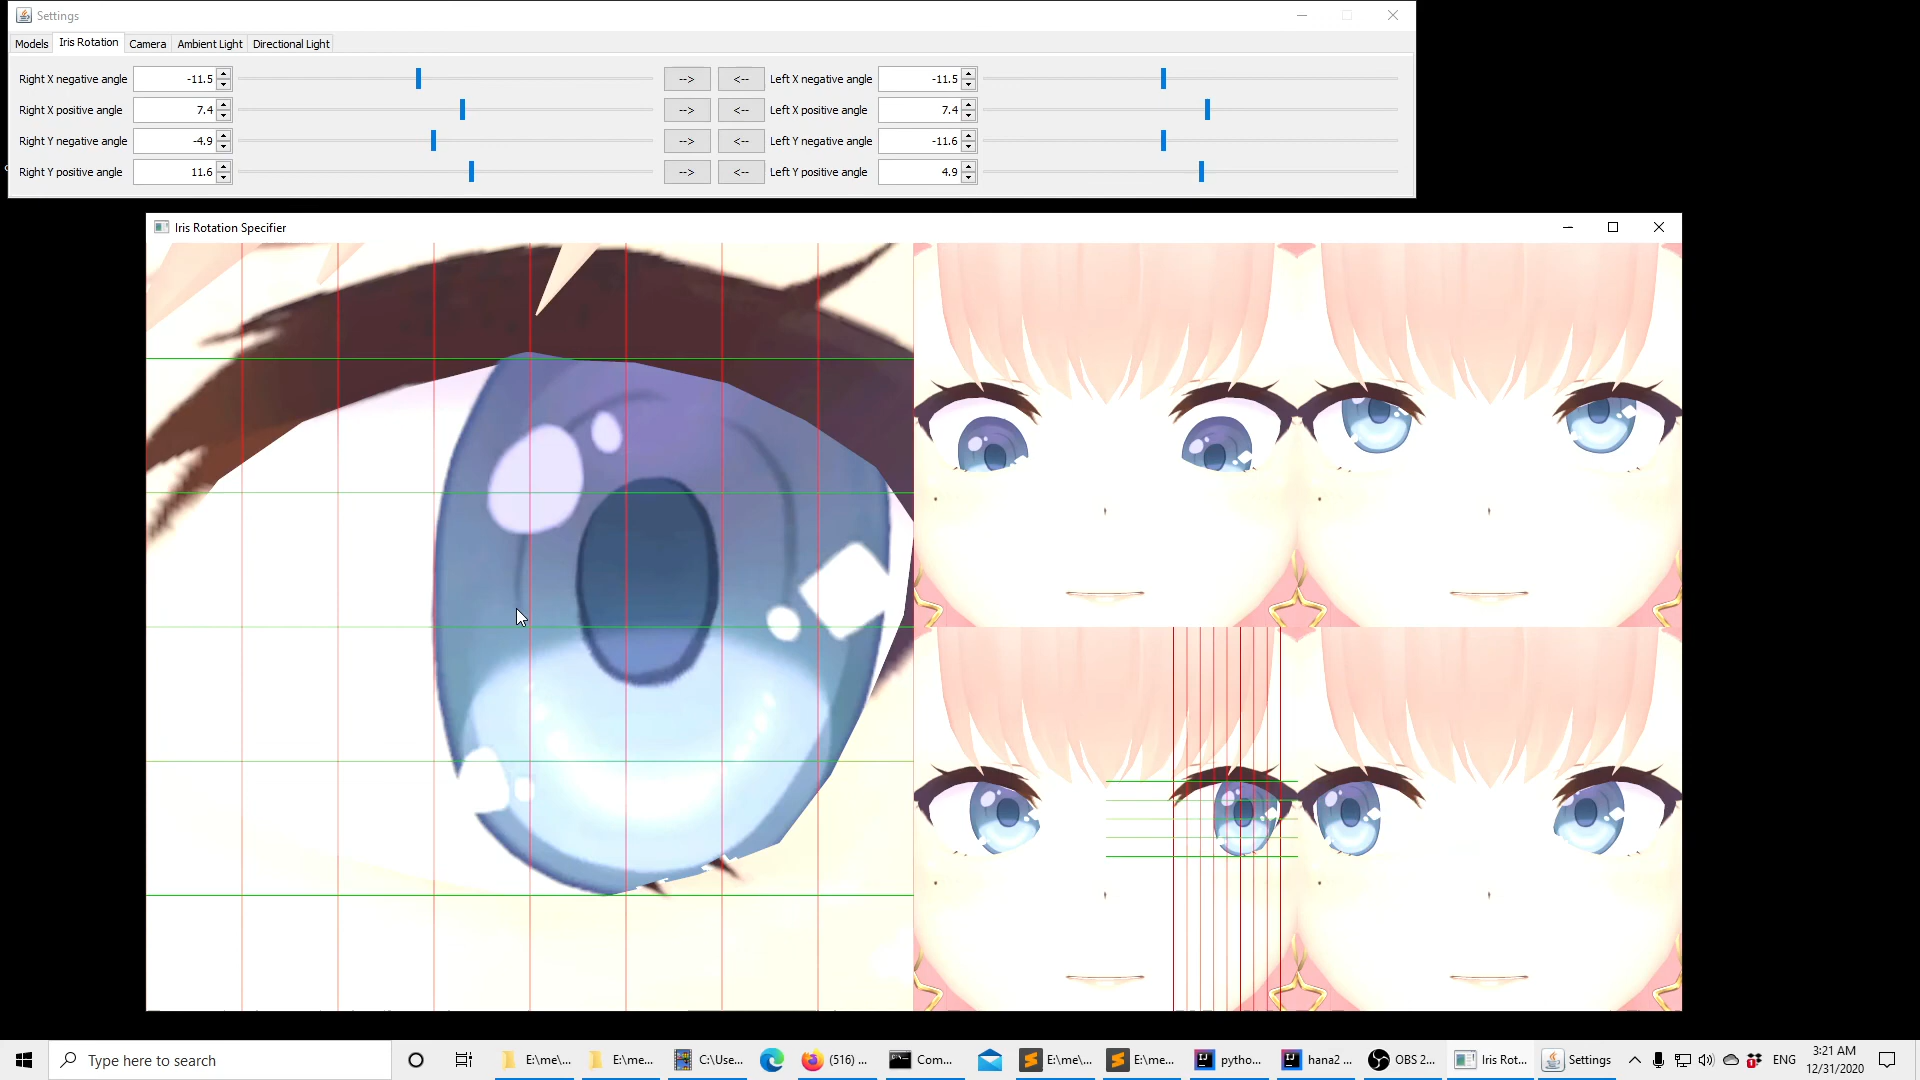 Settings
Models Iris Rotation Camera Ambient Light Directional Light
Right X negative angle -11.5 --> <-- Left X negative angle -11.5
Right X positive angle 7.4 --> <-- Left X positive angle 7.4
Right Y negative angle -4.9 --> <-- Left Y negative angle -11.6
Right Y positive angle 11.6 --> <-- Left Y positive angle 4.9
Iris Rotation Specifier
Type here to search E:\me\... E:\me... C:\Use... (516) ... Com... E:\me\... E:\me... pytho... hana2 ... OBS 2... Iris Rot... Settings ENG 3:21 AM
12/31/2020